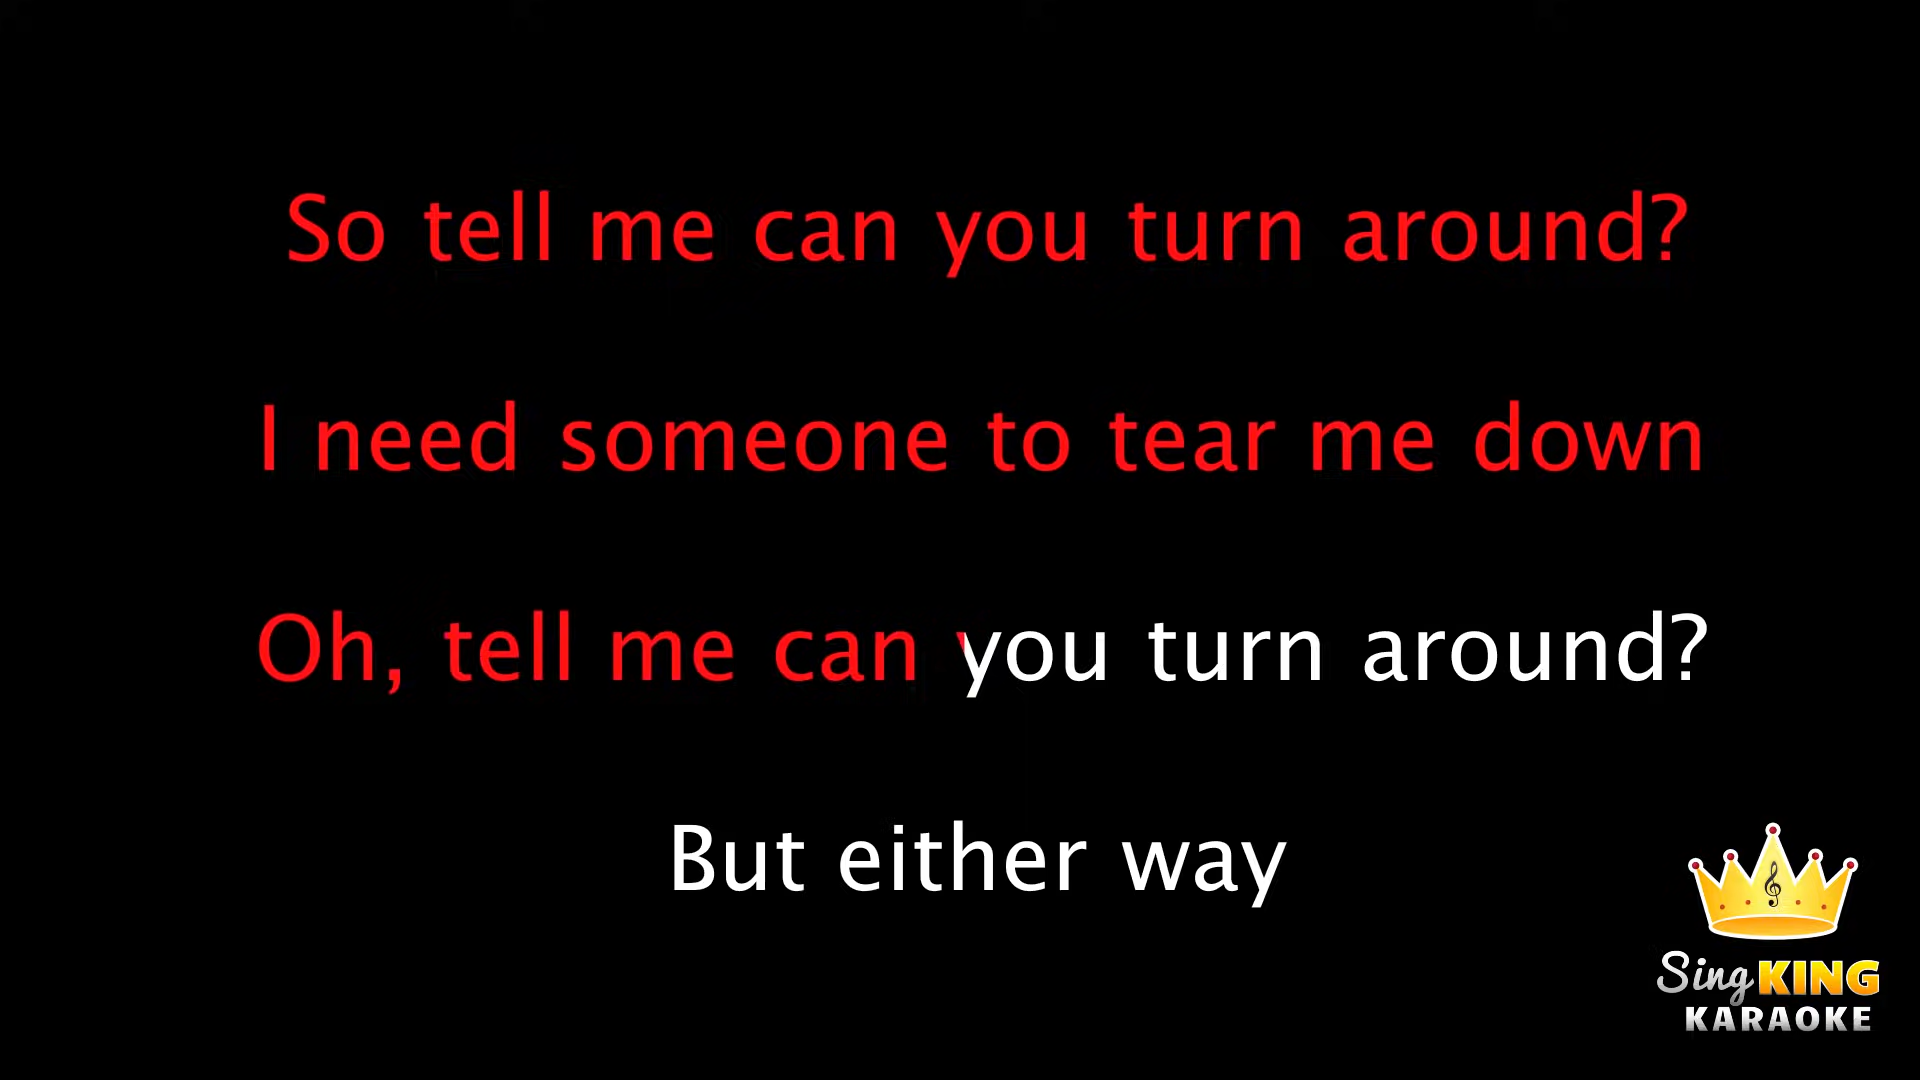 So tell me can you turn around?
I need someone to tear me down
Oh, tell me can you turn around?
But either way
Sing KING
KARAOKE